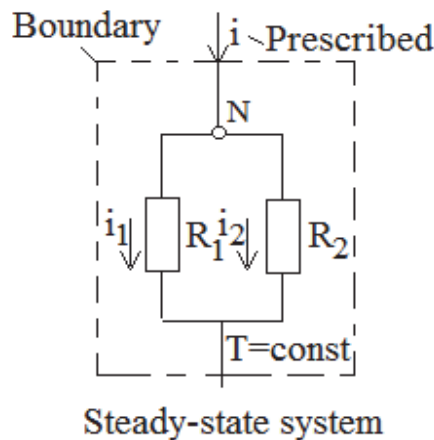 Boundary
i Prescribed
N
i1 R1 i2 R2
T=const
Steady-state system